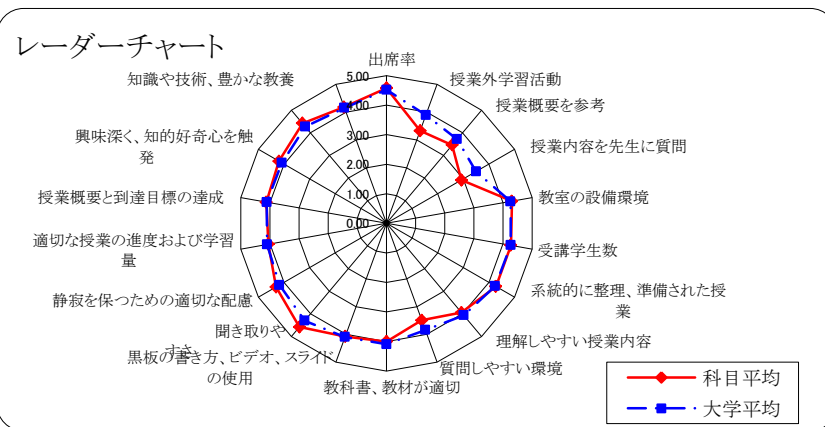 レーダーチャート
出席率
授業外学習活動
授業概要を参考
授業内容を先生に質問
教室の設備環境
受講学生数
系統的に整理、準備された授
業
理解しやすい授業内容
質問しやすい環境
教科書、教材が適切
黒板の書き方、ビデオ、スライド
の使用
聞き取りや
すさ
静寂を保つための適切な配慮
適切な授業の進度および学習
量
授業概要と到達目標の達成
興味深く、知的好奇心を触
発
知識や技術、豊かな教養
5.00
4.00
3.00
2.00
1.00
0.00
科目平均
大学平均